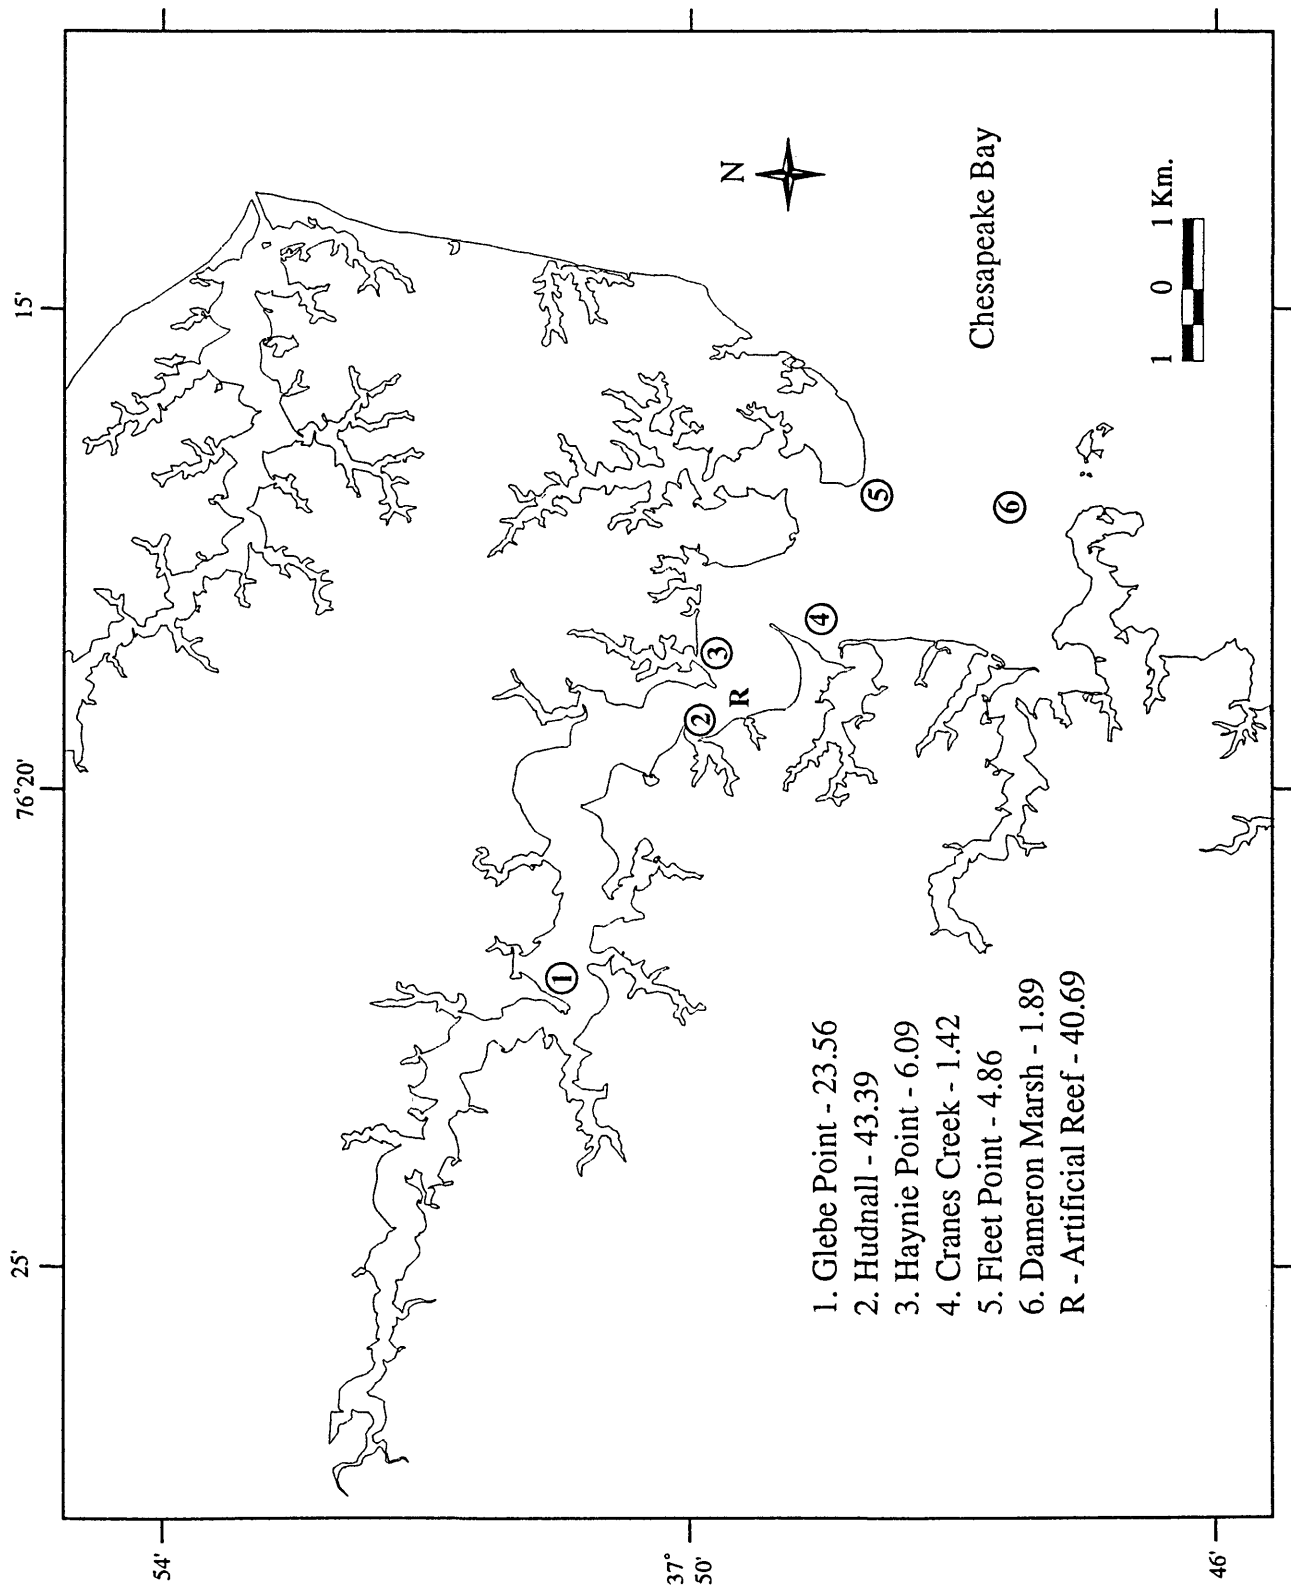 25'
76°20'
15'
54'
37°
50'
46'
N
Chesapeake Bay
1 0 1 Km.
1
2
3
4
5
6
R
1. Glebe Point - 23.56
2. Hudnall - 43.39
3. Haynie Point - 6.09
4. Cranes Creek - 1.42
5. Fleet Point - 4.86
6. Dameron Marsh - 1.89
R - Artificial Reef - 40.69